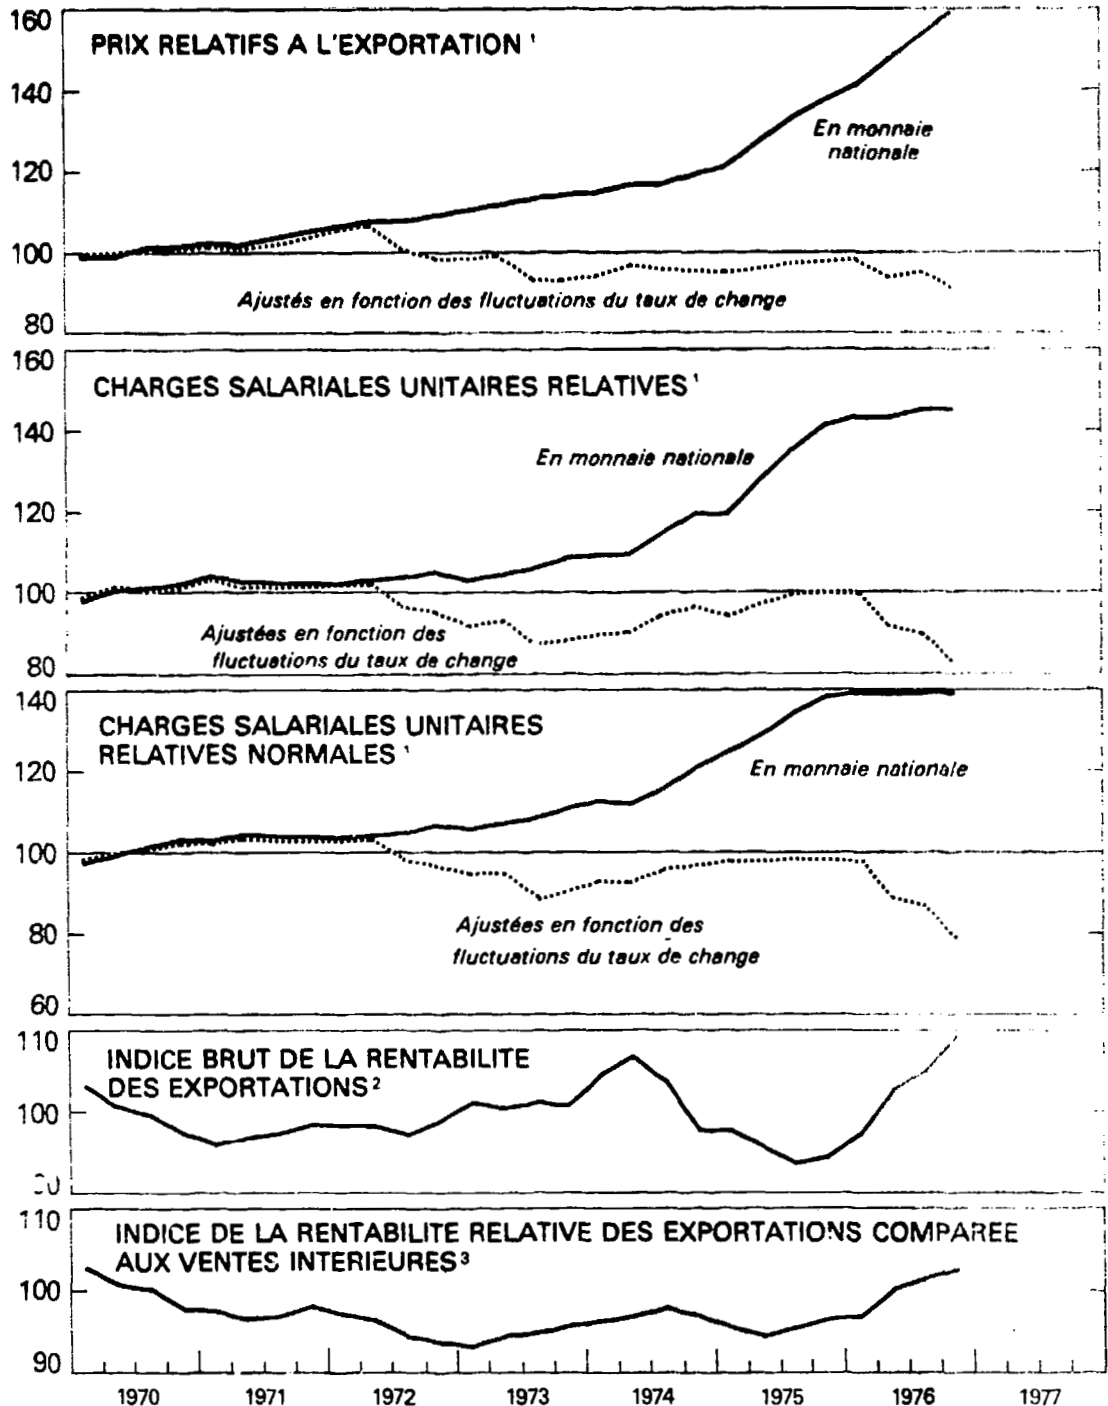 160
PRIX RELATIFS A L'EXPORTATION ¹
140
En monnaie
nationale
120
100
Ajustés en fonction des fluctuations du taux de change
80
160
CHARGES SALARIALES UNITAIRES RELATIVES ¹
140
En monnaie nationale
120
100
Ajustées en fonction des
fluctuations du taux de change
80
140
CHARGES SALARIALES UNITAIRES
RELATIVES NORMALES ¹
120
En monnaie nationale
100
Ajustées en fonction des
80
fluctuations du taux de change
60
110
INDICE BRUT DE LA RENTABILITE
DES EXPORTATIONS²
100
110
INDICE DE LA RENTABILITE RELATIVE DES EXPORTATIONS COMPAREE
AUX VENTES INTERIEURES³
100
90
1970 1971 1972 1973 1974 1975 1976 1977